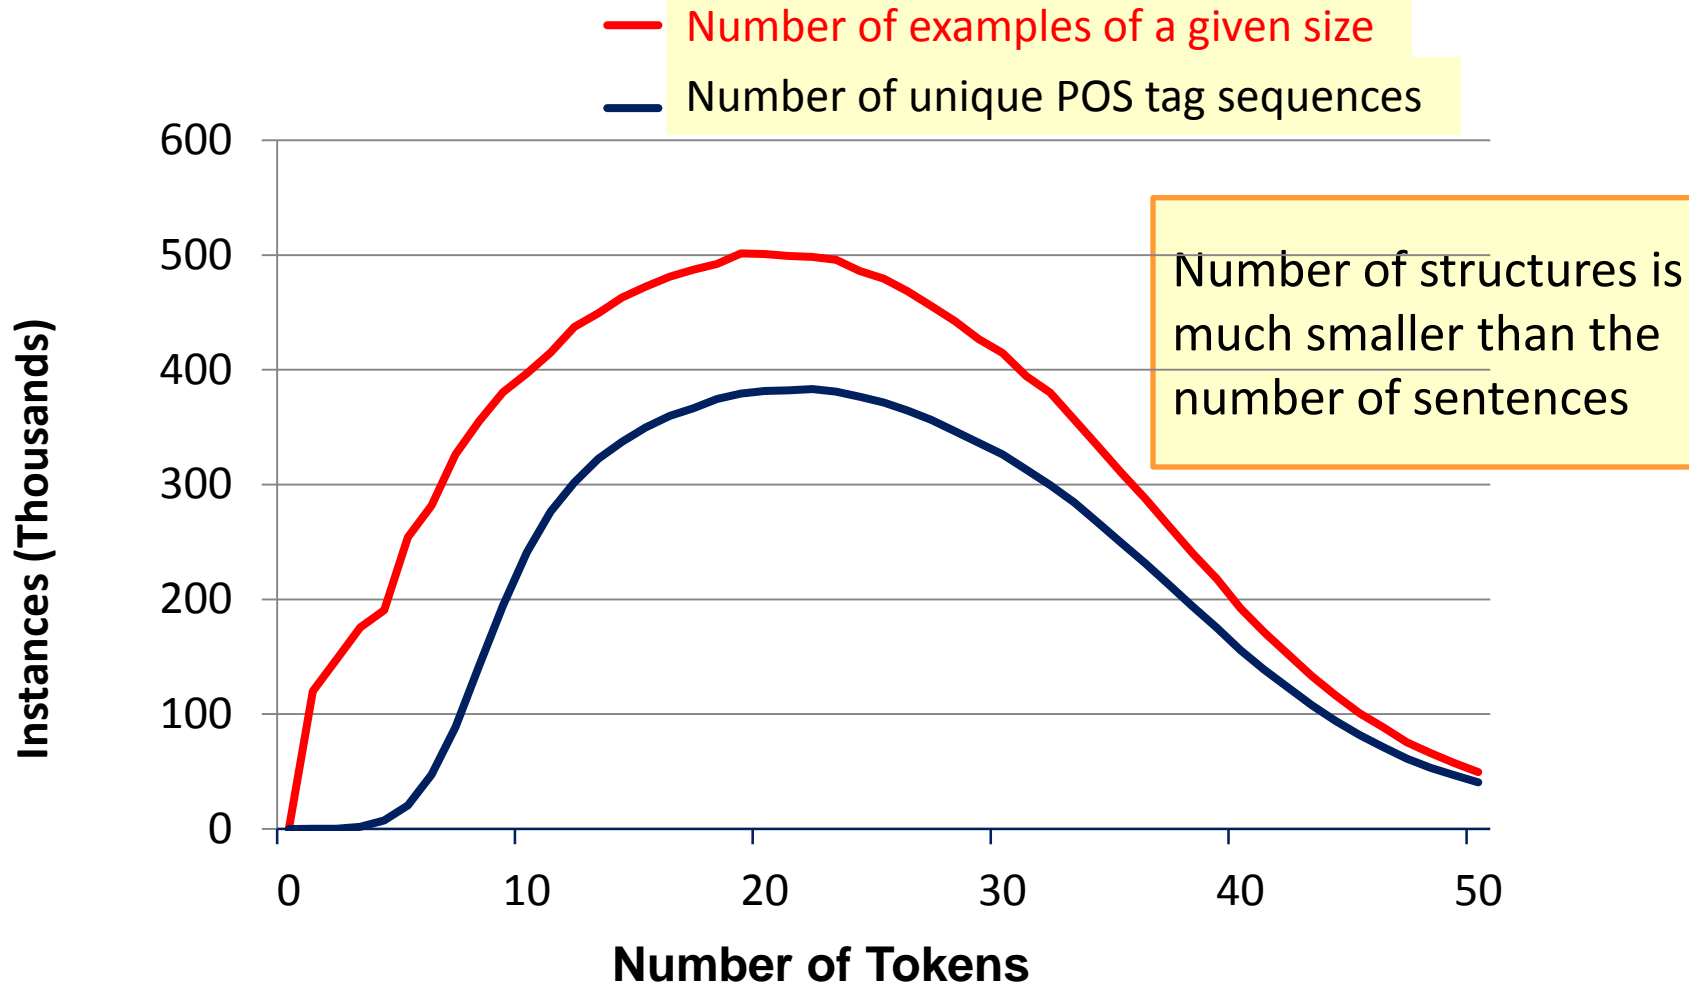 Number of examples of a given size
Number of unique POS tag sequences
600
500
400
300
200
100
0
Instances (Thousands)
Number of structures is
much smaller than the
number of sentences
0 10 20 30 40 50
Number of Tokens